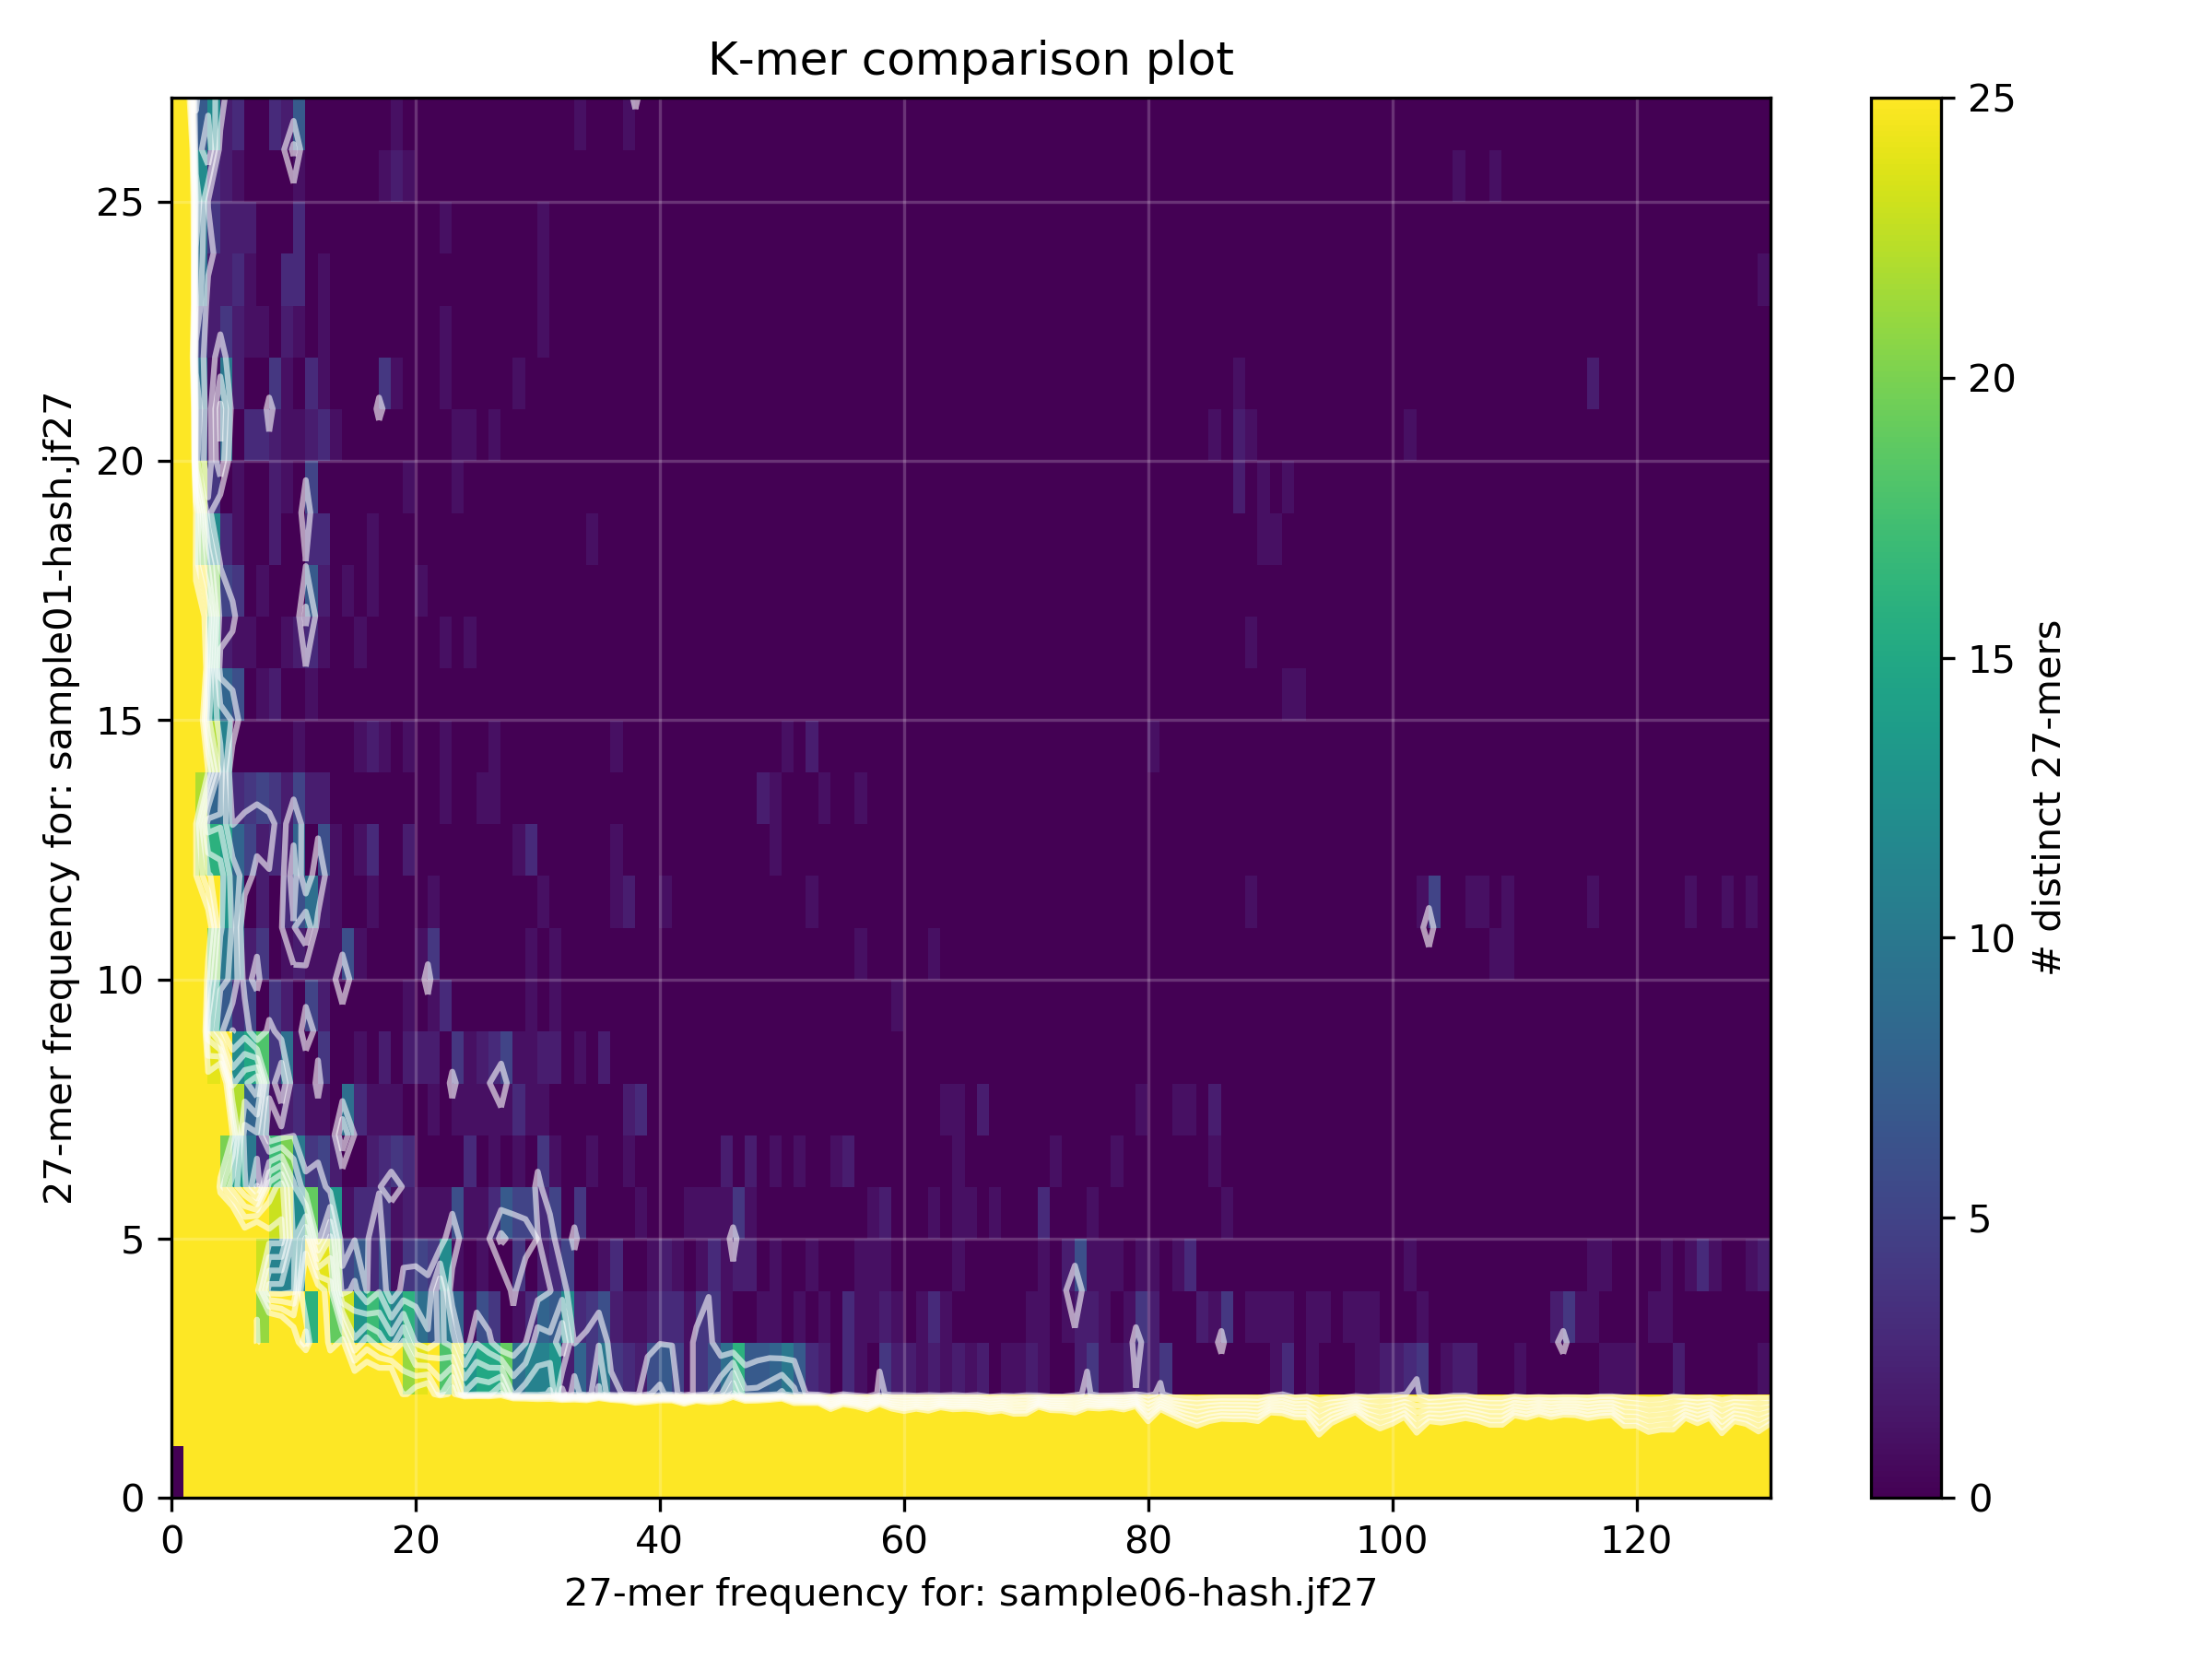 K-mer comparison plot
27-mer frequency for: sample01-hash.jf27
25
20
15
10
5
0
0 20 40 60 80 100 120
27-mer frequency for: sample06-hash.jf27
25
20
15
10
5
0
# distinct 27-mers